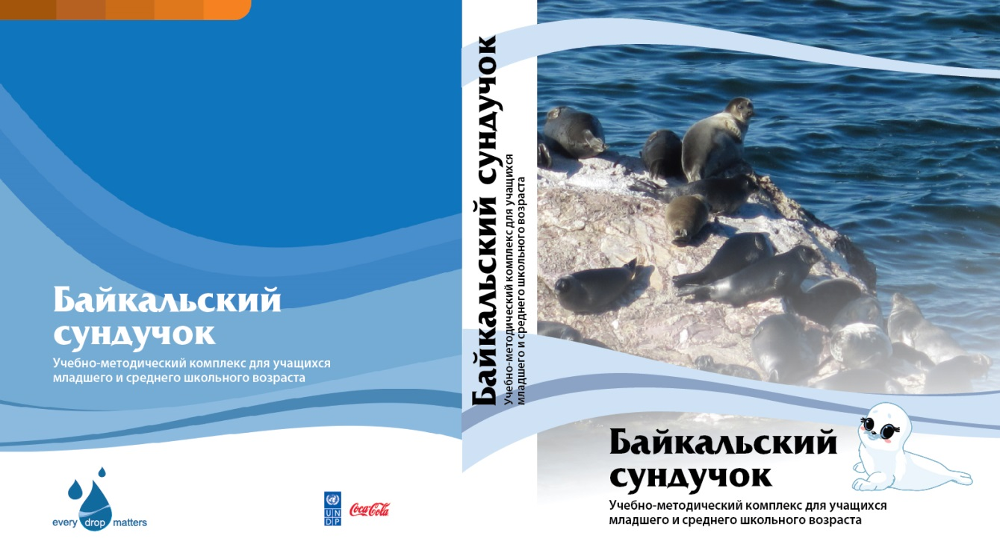 Байкальский
сундучок
Учебно-методический комплекс для учащихся
младшего и среднего школьного возраста
every drop matters
UN
DP
Coca-Cola
Байкальский сундучок
Учебно-методический комплекс для учащихся
младшего и среднего школьного возраста
Байкальский
сундучок
Учебно-методический комплекс для учащихся
младшего и среднего школьного возраста